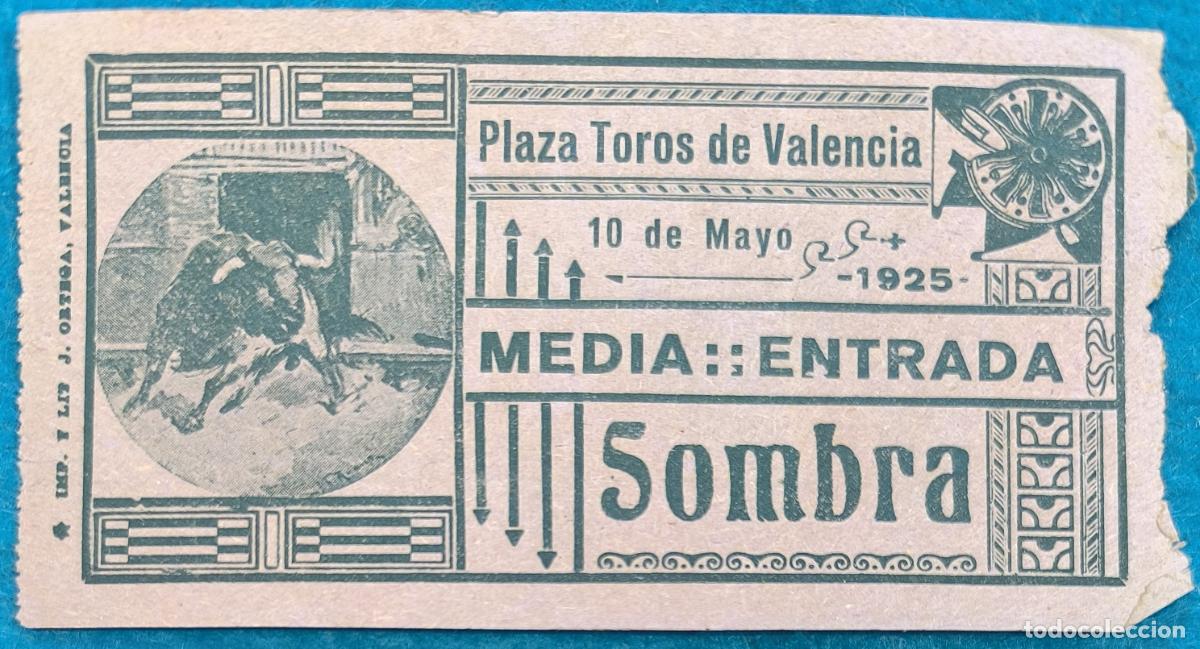 IMP. Y LIT J. ORTEGA, VALENCIA
Plaza Toros de Valencia
10 de Mayo
-1925-
MEDIA::ENTRADA
Sombra
todocoleccion